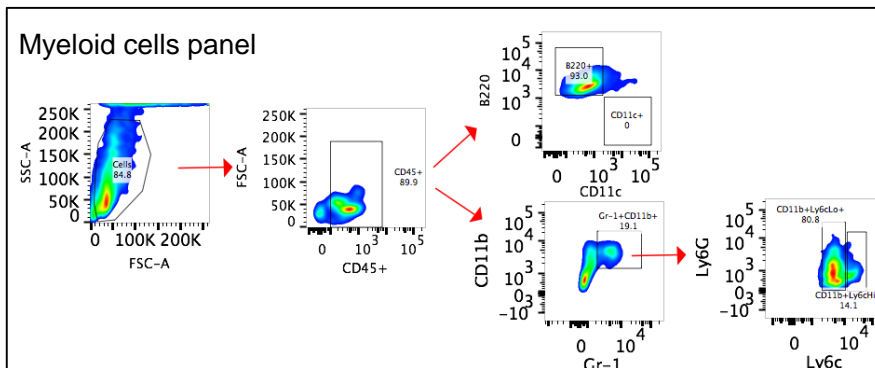 Myeloid cells panel
SSC-A
250K
200K
150K
100K
50K
0
Cells
84.8
0 100K 200K
FSC-A
FSC-A
250K
200K
150K
100K
50K
0
CD45+
89.9
0 10^3
CD45+
B220
10^5
10^4
10^3
0
B220+
93.0
CD11c+
0
0 10^3 10^5
CD11c
CD11b
10^5
10^4
10^3
0
-10^3
Gr-1+CD11b+
19.1
0 10^4
Gr-1
Ly6G
10^5
10^4
10^3
0
-10^3
CD11b+Ly6cLo+
80.8
CD11b+Ly6cHi
14.1
0 10^4
Ly6c